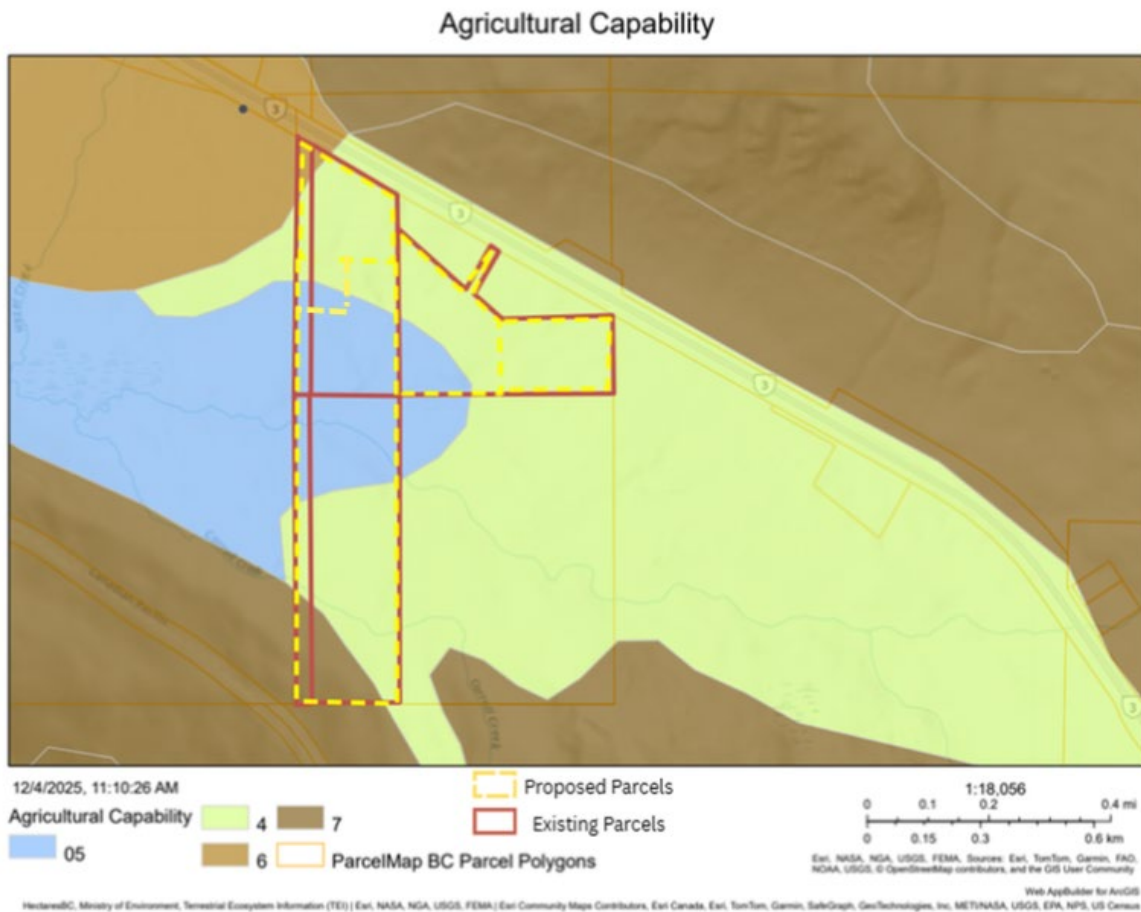 Agricultural Capability
3
3
3
3
Canadian Pacific
Corral Creek
12/4/2025, 11:10:26 AM
Agricultural Capability
05
4
6
7
ParcelMap BC Parcel Polygons
Proposed Parcels
Existing Parcels
1:18,056
0 0.1 0.2 0.4 mi
0 0.15 0.3 0.6 km
Esri, NASA, NGA, USGS, FEMA, Sources: Esri, TomTom, Garmin, FAO,
NOAA, USGS, © OpenStreetMap contributors, and the GIS User Community
Web AppBuilder for ArcGIS
HectaresBC, Ministry of Environment, Terrestrial Ecosystem Information (TEI) | Esri, NASA, NGA, USGS, FEMA | Esri Community Maps Contributors, Esri Canada, Esri, TomTom, Garmin, SafeGraph, GeoTechnologies, Inc, METI/NASA, USGS, EPA, NPS, US Census